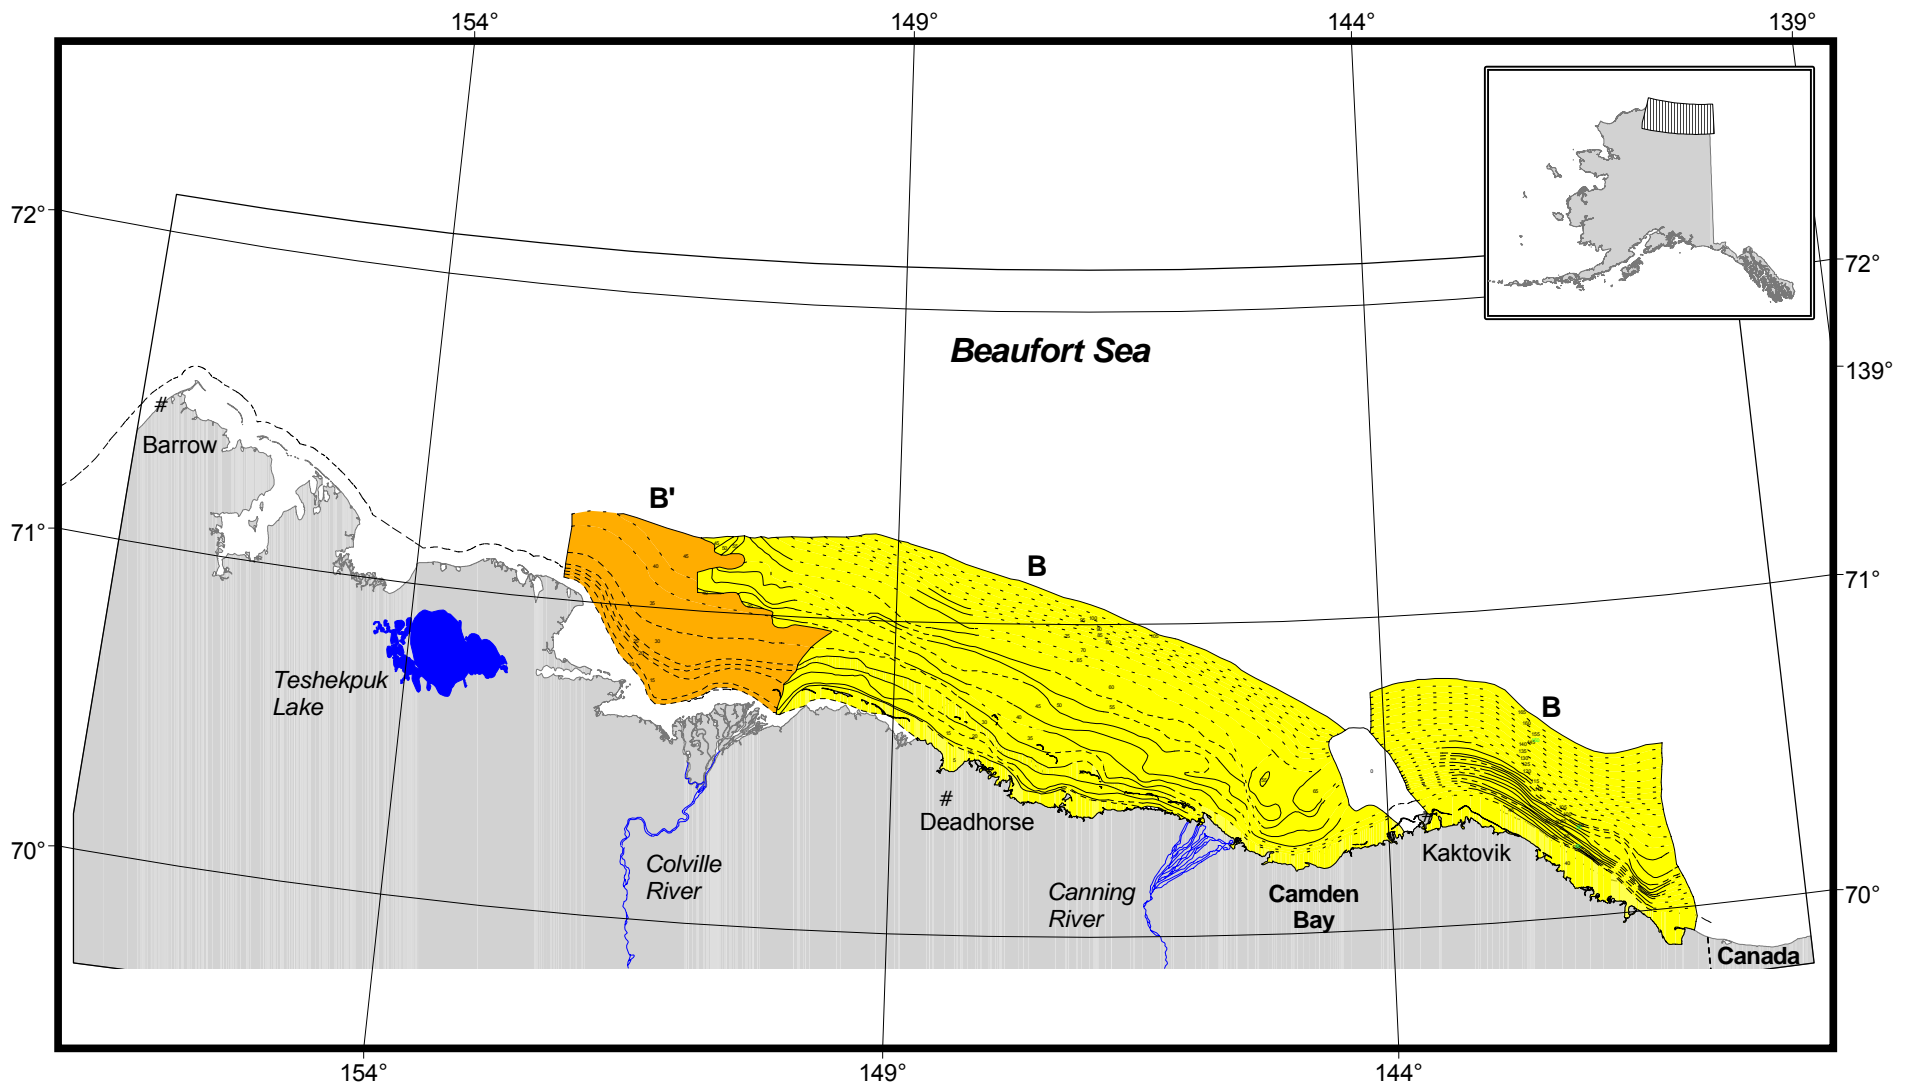 154°
149°
144°
139°
72°
72°
Beaufort Sea
139°
#
Barrow
B'
71°
B
71°
Teshekpuk
Lake
B
#
Deadhorse
70°
Colville
River
Kaktovik
Canning
River
Camden
Bay
70°
Canada
154°
149°
144°